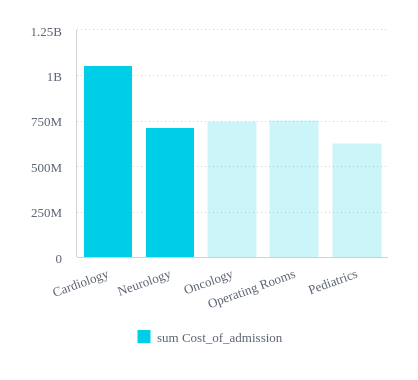 1.25B
1B
750M
500M
250M
0
Cardiology
Neurology
Oncology
Operating Rooms
Pediatrics
sum Cost_of_admission